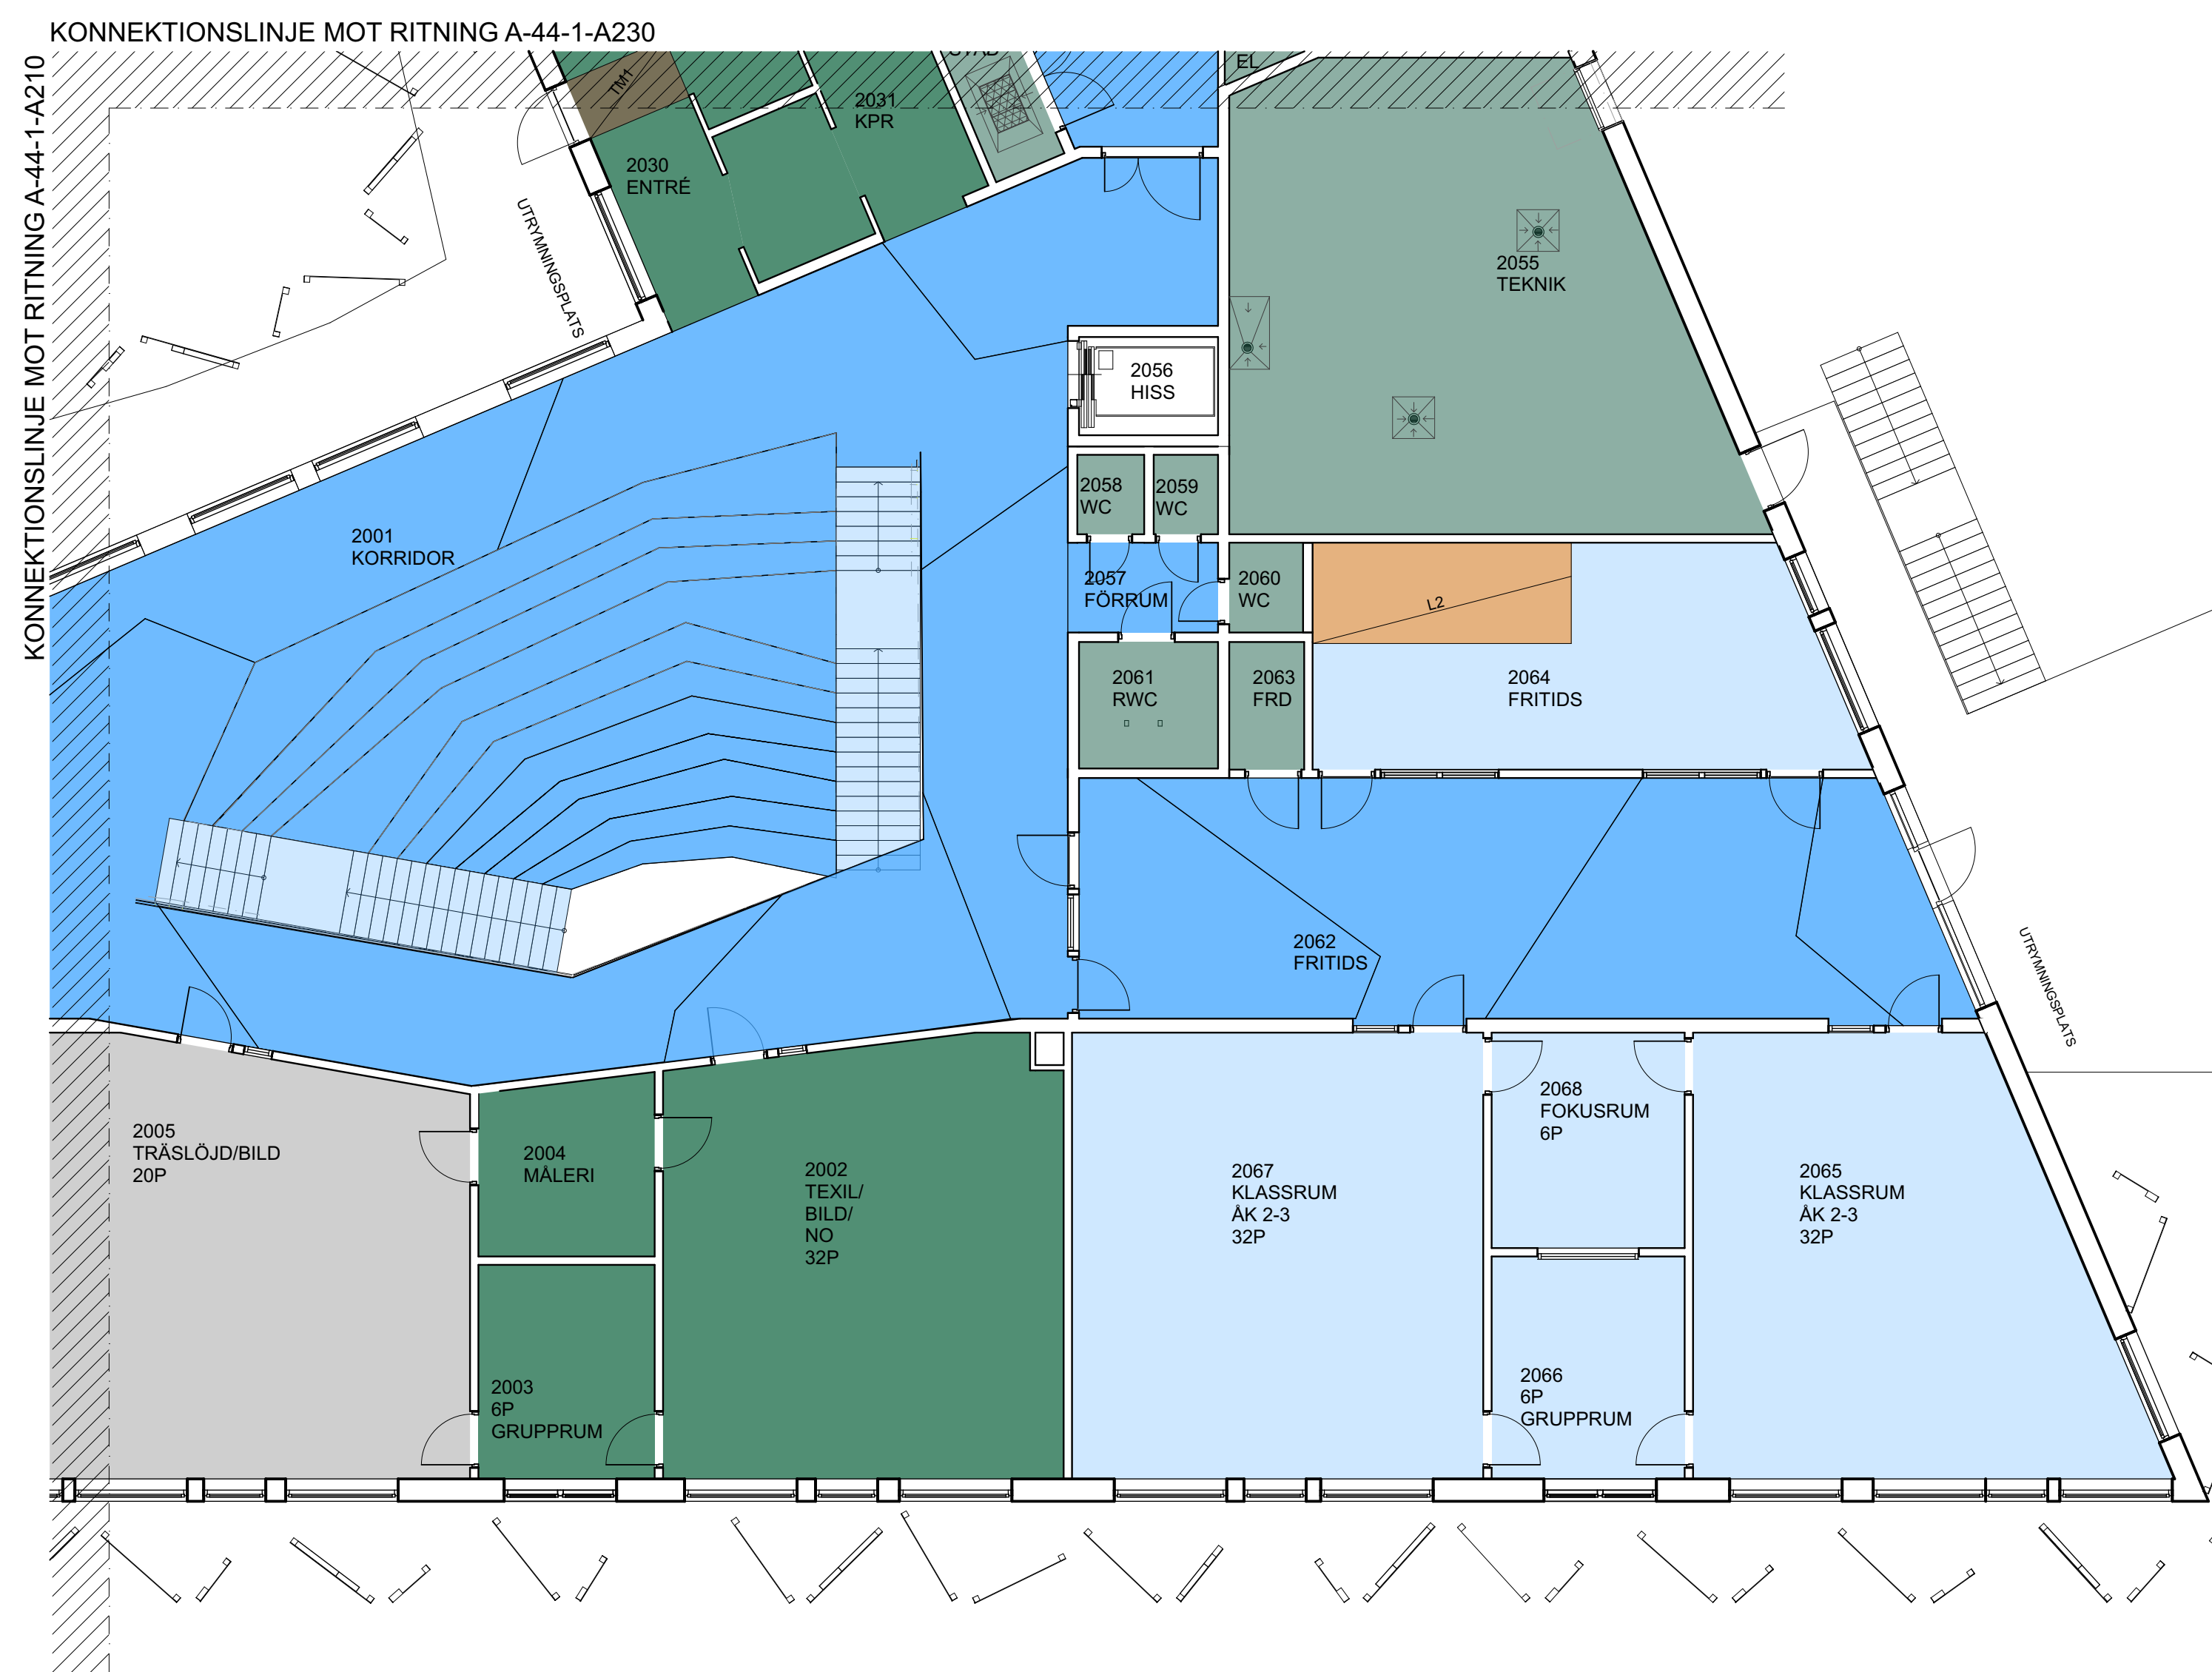 KONNEKTIONSLINJE MOT RITNING A-44-1-A230
KONNEKTIONSLINJE MOT RITNING A-44-1-A210
TM1
EL
2031
KPR
2030
ENTRÉ
UTRYMNINGSPLATS
2055
TEKNIK
2056
HISS
2058
WC
2059
WC
2001
KORRIDOR
2057
FÖRRUM
2060
WC
L2
2061
RWC
2063
FRD
2064
FRITIDS
2062
FRITIDS
UTRYMNINGSPLATS
2005
TRÄSLÖJD/BILD
20P
2004
MÅLERI
2002
TEXIL/
BILD/
NO
32P
2003
6P
GRUPPRUM
2067
KLASSRUM
ÅK 2-3
32P
2068
FOKUSRUM
6P
2066
6P
GRUPPRUM
2065
KLASSRUM
ÅK 2-3
32P